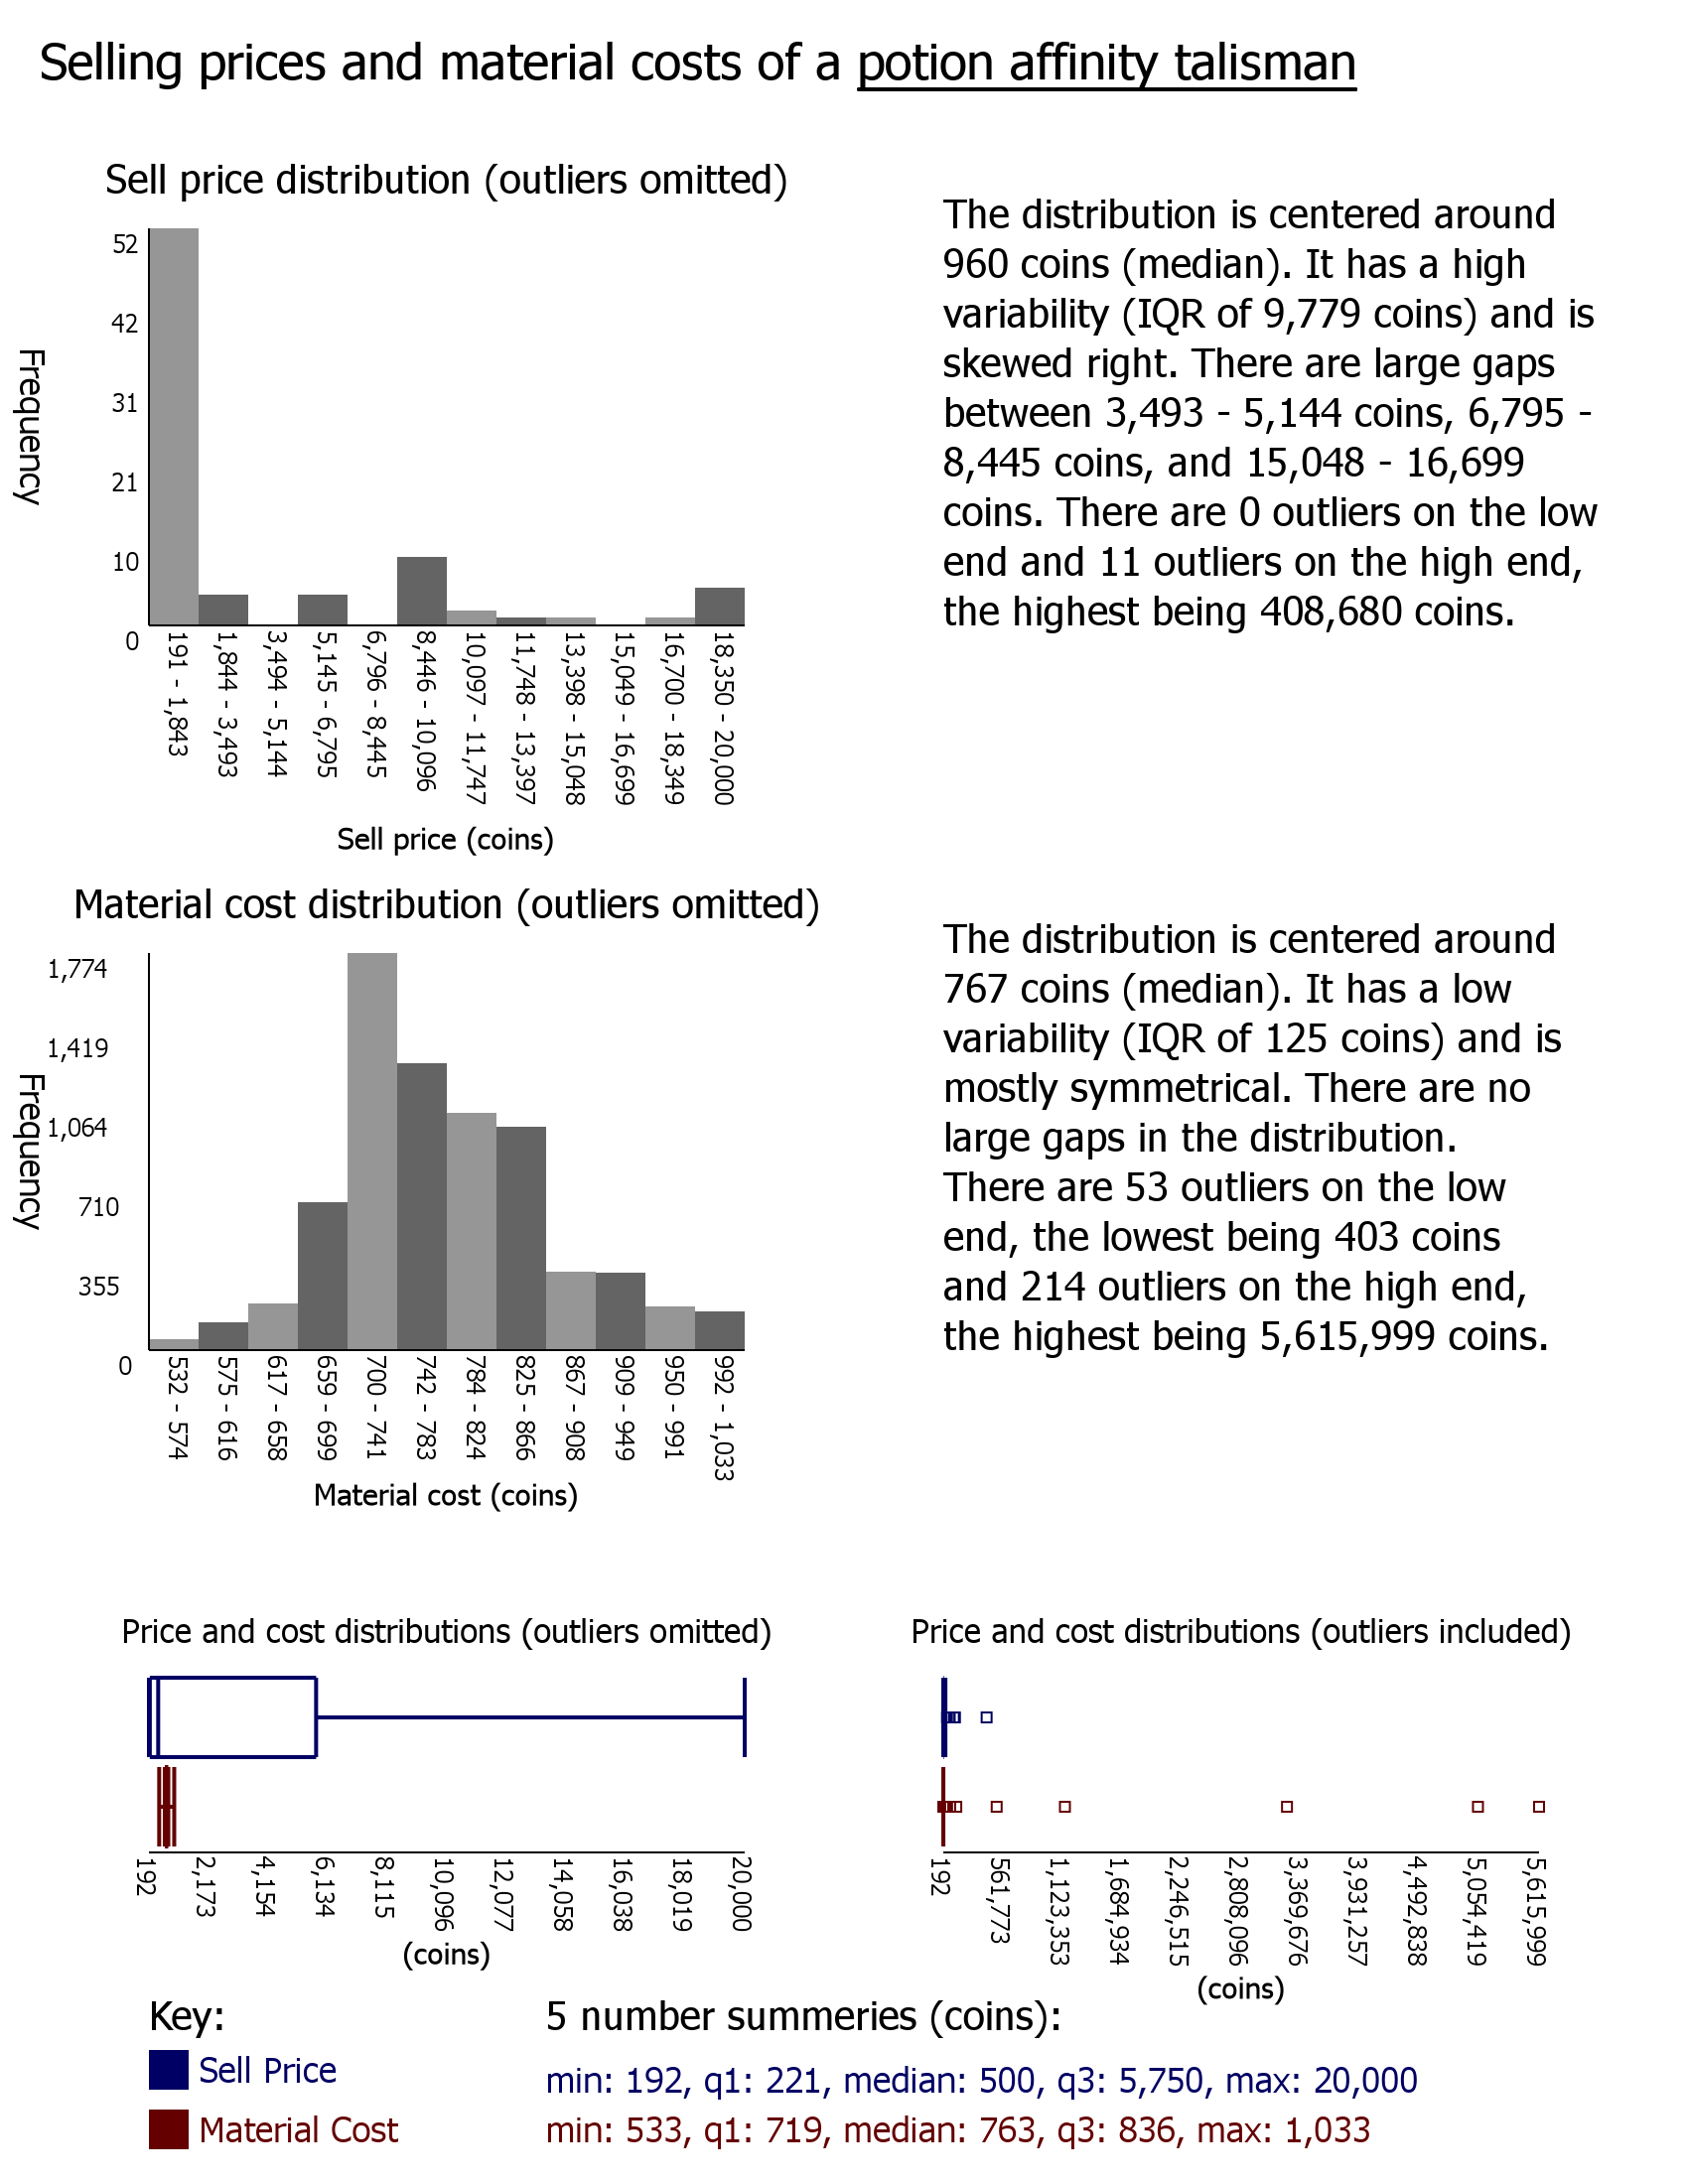 Selling prices and material costs of a potion affinity talisman
Sell price distribution (outliers omitted)
52
42
31
21
10
0
Frequency
191 - 1,843
1,844 - 3,493
3,494 - 5,144
5,145 - 6,795
6,796 - 8,445
8,446 - 10,096
10,097 - 11,747
11,748 - 13,397
13,398 - 15,048
15,049 - 16,699
16,700 - 18,349
18,350 - 20,000
Sell price (coins)
The distribution is centered around
960 coins (median). It has a high
variability (IQR of 9,779 coins) and is
skewed right. There are large gaps
between 3,493 - 5,144 coins, 6,795 -
8,445 coins, and 15,048 - 16,699
coins. There are 0 outliers on the low
end and 11 outliers on the high end,
the highest being 408,680 coins.
Material cost distribution (outliers omitted)
1,774
1,419
1,064
710
355
0
Frequency
532 - 574
575 - 616
617 - 658
659 - 699
700 - 741
742 - 783
784 - 824
825 - 866
867 - 908
909 - 949
950 - 991
992 - 1,033
Material cost (coins)
The distribution is centered around
767 coins (median). It has a low
variability (IQR of 125 coins) and is
mostly symmetrical. There are no
large gaps in the distribution.
There are 53 outliers on the low
end, the lowest being 403 coins
and 214 outliers on the high end,
the highest being 5,615,999 coins.
Price and cost distributions (outliers omitted)
192
2,173
4,154
6,134
8,115
10,096
12,077
14,058
16,038
18,019
20,000
(coins)
Price and cost distributions (outliers included)
192
561,773
1,123,353
1,684,934
2,246,515
2,808,096
3,369,676
3,931,257
4,492,838
5,054,419
5,615,999
(coins)
Key:
Sell Price
Material Cost
5 number summeries (coins):
min: 192, q1: 221, median: 500, q3: 5,750, max: 20,000
min: 533, q1: 719, median: 763, q3: 836, max: 1,033